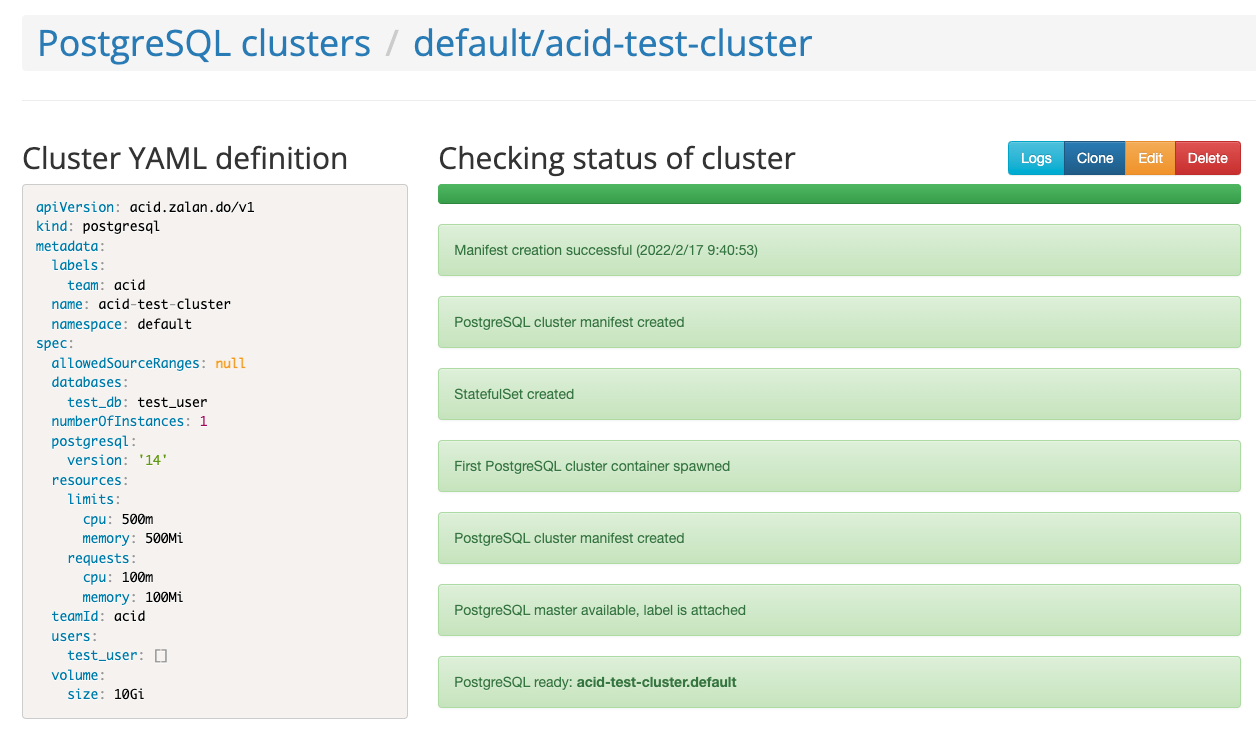 PostgreSQL clusters / default/acid-test-cluster
Cluster YAML definition
apiVersion: acid.zalan.do/v1
kind: postgresql
metadata:
  labels:
    team: acid
  name: acid-test-cluster
  namespace: default
spec:
  allowedSourceRanges: null
  databases:
    test_db: test_user
  numberOfInstances: 1
  postgresql:
    version: '14'
  resources:
    limits:
      cpu: 500m
      memory: 500Mi
    requests:
      cpu: 100m
      memory: 100Mi
  teamId: acid
  users:
    test_user: []
  volume:
    size: 10Gi
Checking status of cluster
Logs Clone Edit Delete
Manifest creation successful (2022/2/17 9:40:53)
PostgreSQL cluster manifest created
StatefulSet created
First PostgreSQL cluster container spawned
PostgreSQL cluster manifest created
PostgreSQL master available, label is attached
PostgreSQL ready: acid-test-cluster.default